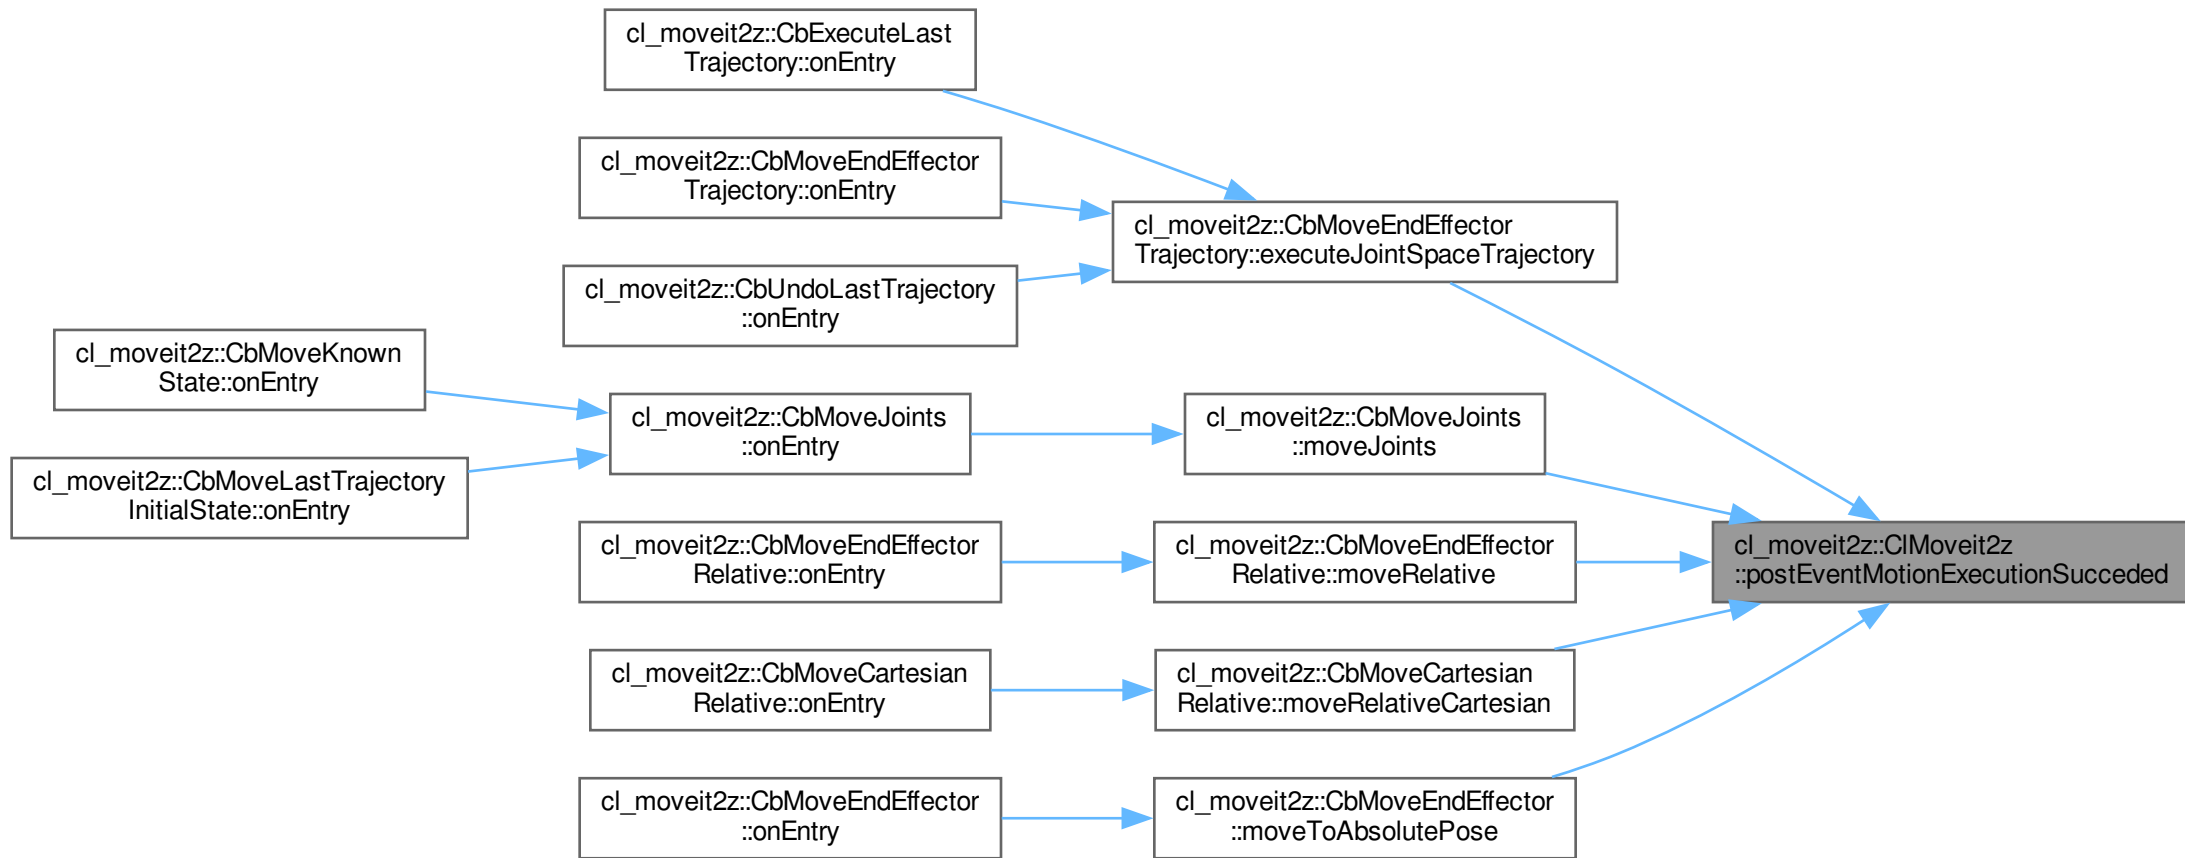 cl_moveit2z::CbExecuteLast
Trajectory::onEntry
cl_moveit2z::CbMoveEndEffector
Trajectory::onEntry
cl_moveit2z::CbMoveEndEffector
Trajectory::executeJointSpaceTrajectory
cl_moveit2z::CbUndoLastTrajectory
::onEntry
cl_moveit2z::CbMoveKnown
State::onEntry
cl_moveit2z::CbMoveJoints
::onEntry
cl_moveit2z::CbMoveJoints
::moveJoints
cl_moveit2z::CbMoveLastTrajectory
InitialState::onEntry
cl_moveit2z::CbMoveEndEffector
Relative::onEntry
cl_moveit2z::CbMoveEndEffector
Relative::moveRelative
cl_moveit2z::ClMoveit2z
::postEventMotionExecutionSucceded
cl_moveit2z::CbMoveCartesian
Relative::onEntry
cl_moveit2z::CbMoveCartesian
Relative::moveRelativeCartesian
cl_moveit2z::CbMoveEndEffector
::onEntry
cl_moveit2z::CbMoveEndEffector
::moveToAbsolutePose